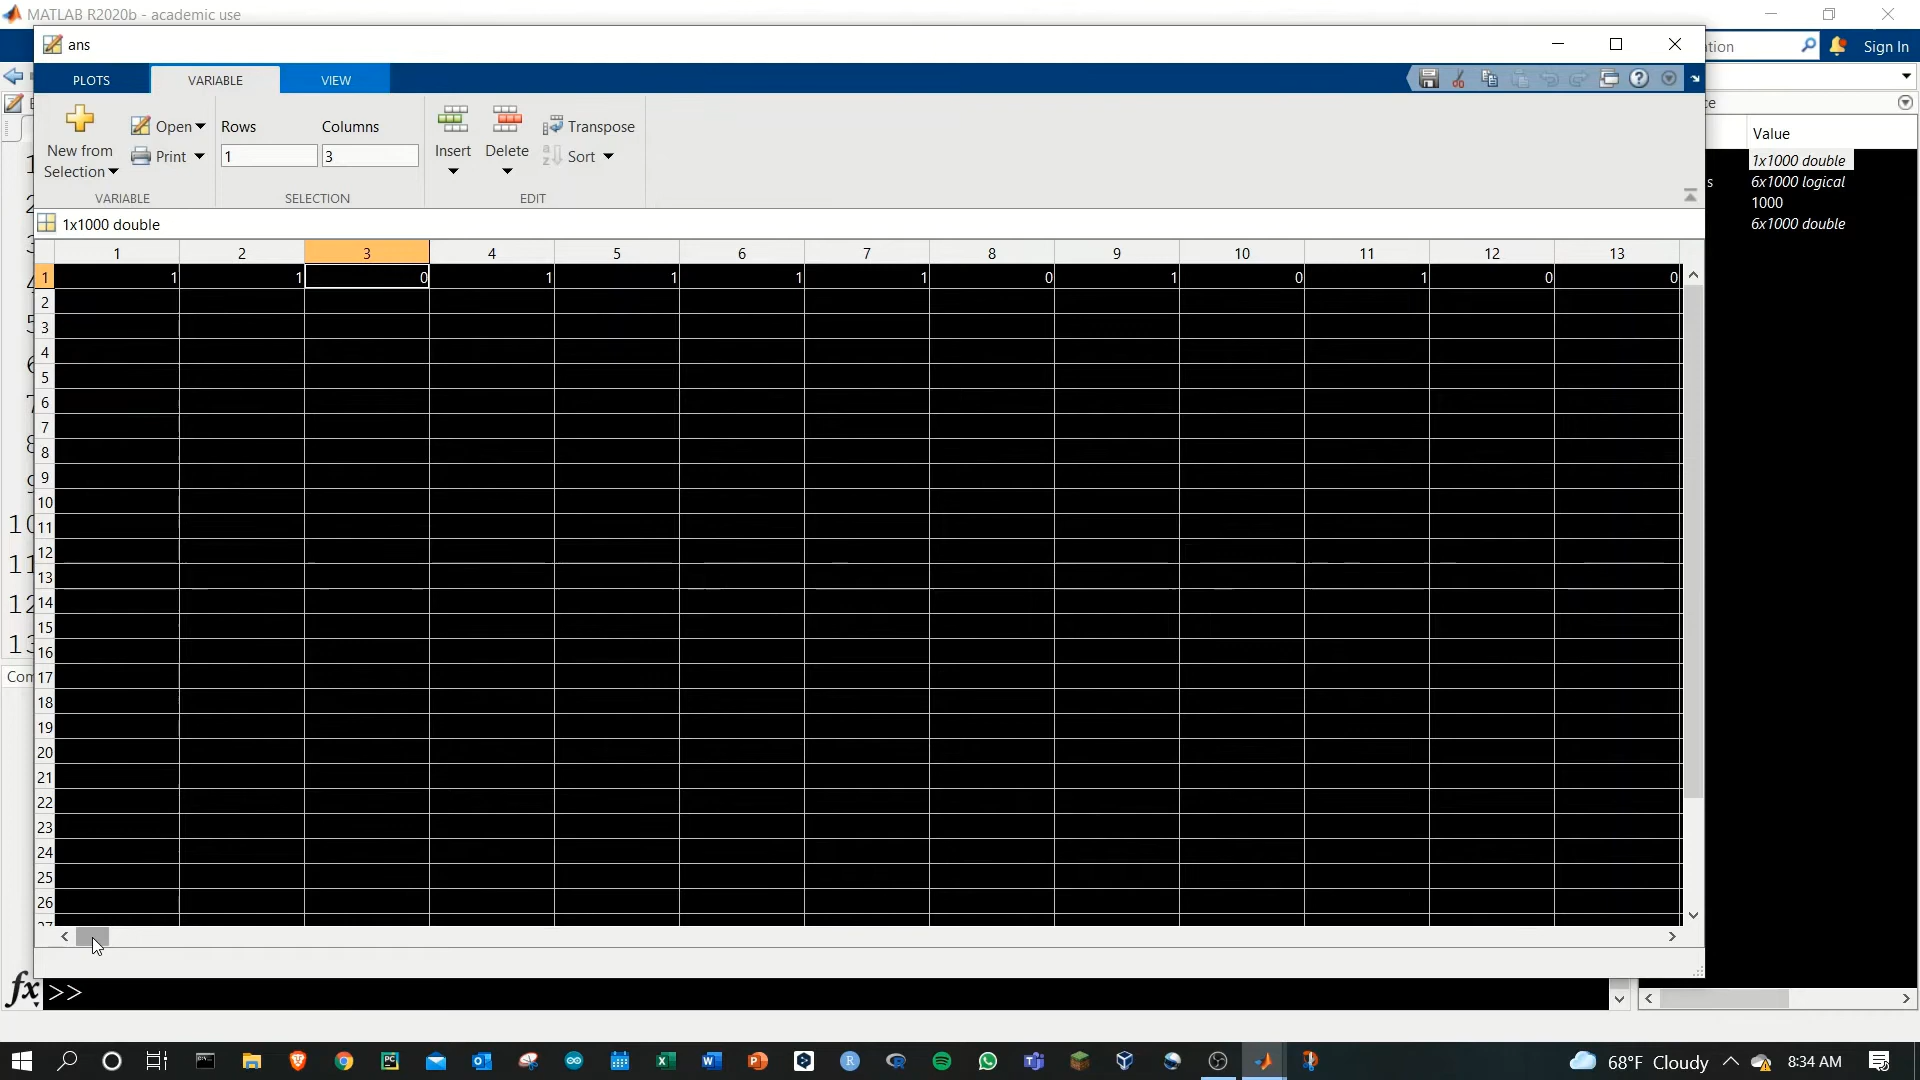 MATLAB R2020b - academic use
ans
tion
Sign In
PLOTS
VARIABLE
VIEW
New from
Selection
Open
Print
Rows
Columns
1
3
Insert
Delete
Transpose
Sort
VARIABLE
SELECTION
EDIT
Value
1x1000 double
s 6x1000 logical
1000
6x1000 double
1x1000 double
1 2 3 4 5 6 7 8 9 10 11 12 13
1 1 1 0 1 1 1 1 0 1 0 1 0 0
2
3
4
5
6
7
8
9
10
11
12
13
14
15
16
17
18
19
20
21
22
23
24
25
26
Com
fx >>
68°F Cloudy
8:34 AM